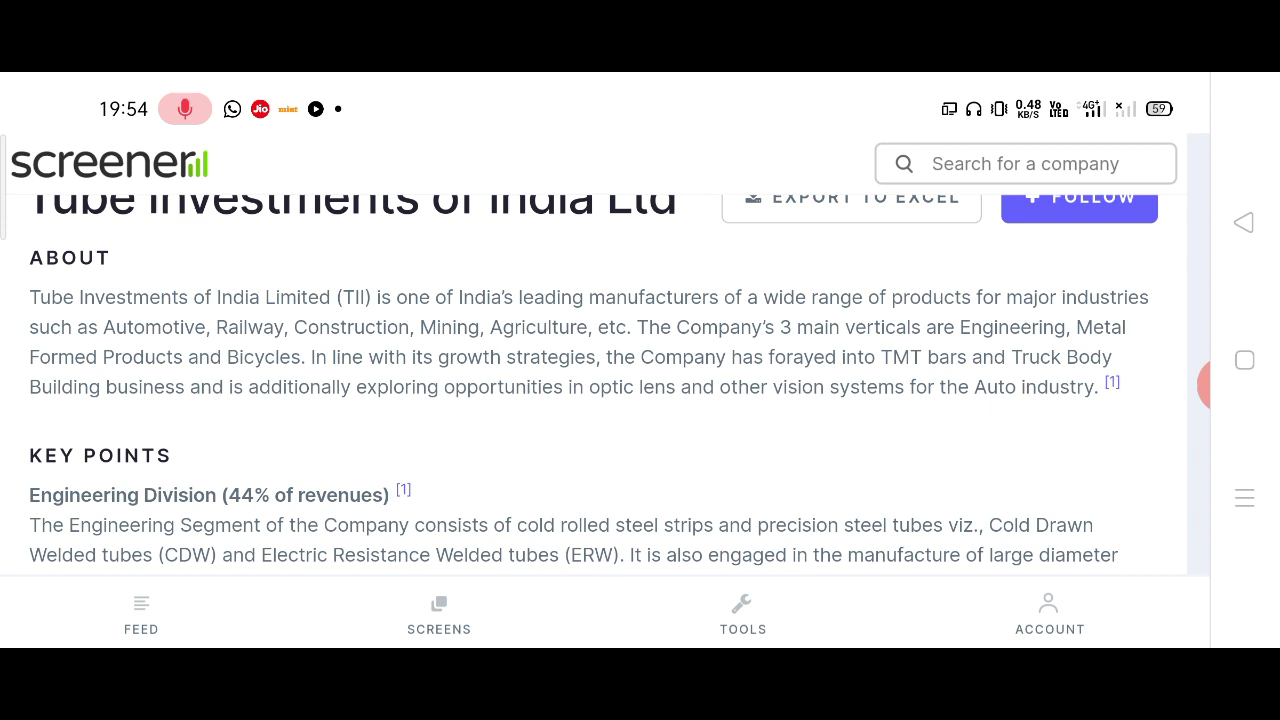 19:54
Jio
mint
0.48
KB/S
Vo
LTE
4G+
59
screener
Search for a company
Tube Investments of India Ltd
EXPORT TO EXCEL
+ FOLLOW
ABOUT
Tube Investments of India Limited (TII) is one of India's leading manufacturers of a wide range of products for major industries
such as Automotive, Railway, Construction, Mining, Agriculture, etc. The Company's 3 main verticals are Engineering, Metal
Formed Products and Bicycles. In line with its growth strategies, the Company has forayed into TMT bars and Truck Body
Building business and is additionally exploring opportunities in optic lens and other vision systems for the Auto industry. [1]
KEY POINTS
Engineering Division (44% of revenues) [1]
The Engineering Segment of the Company consists of cold rolled steel strips and precision steel tubes viz., Cold Drawn
Welded tubes (CDW) and Electric Resistance Welded tubes (ERW). It is also engaged in the manufacture of large diameter
FEED
SCREENS
TOOLS
ACCOUNT